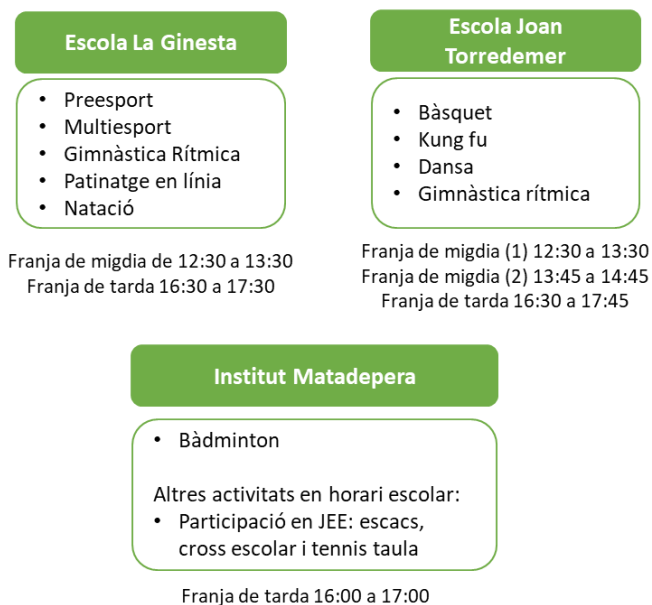 Escola La Ginesta
• Preesport
• Multiesport
• Gimnàstica Rítmica
• Patinatge en línia
• Natació
Franja de migdia de 12:30 a 13:30
Franja de tarda 16:30 a 17:30
Escola Joan
Torredemer
• Bàsquet
• Kung fu
• Dansa
• Gimnàstica rítmica
Franja de migdia (1) 12:30 a 13:30
Franja de migdia (2) 13:45 a 14:45
Franja de tarda 16:30 a 17:45
Institut Matadepera
• Bàdminton
Altres activitats en horari escolar:
• Participació en JEE: escacs,
cross escolar i tennis taula
Franja de tarda 16:00 a 17:00